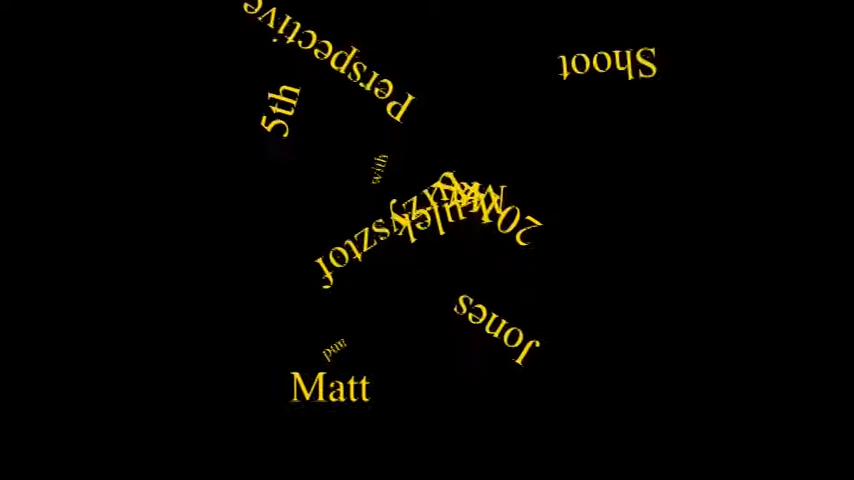 Perspective
Shoot
5th
with
Krzysztof
Jones
and
Matt